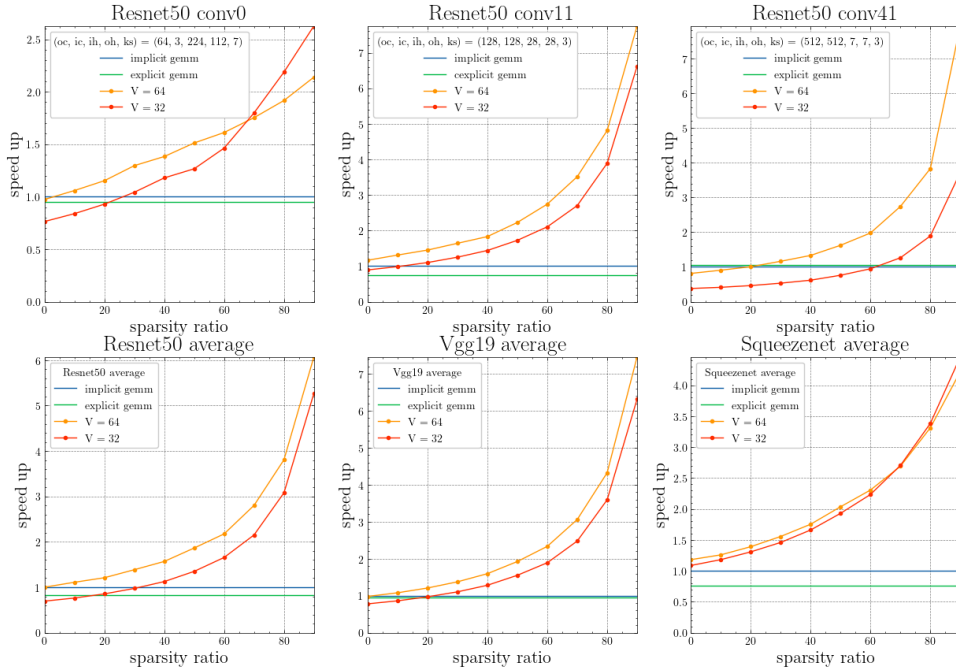 Resnet50 conv0
(oc, ic, ih, oh, ks) = (64, 3, 224, 112, 7)
implicit gemm
explicit gemm
V = 64
V = 32
speed up
2.5
2.0
1.5
1.0
0.5
0.0
0 20 40 60 80
sparsity ratio
Resnet50 conv11
(oc, ic, ih, oh, ks) = (128, 128, 28, 28, 3)
implicit gemm
cexplicit gemm
V = 64
V = 32
speed up
7
6
5
4
3
2
1
0
0 20 40 60 80
sparsity ratio
Resnet50 conv41
(oc, ic, ih, oh, ks) = (512, 512, 7, 7, 3)
implicit gemm
explicit gemm
V = 64
V = 32
speed up
7
6
5
4
3
2
1
0
0 20 40 60 80
sparsity ratio
Resnet50 average
Resnet50 average
implicit gemm
explicit gemm
V = 64
V = 32
speed up
6
5
4
3
2
1
0
0 20 40 60 80
sparsity ratio
Vgg19 average
Vgg19 average
implicit gemm
explicit gemm
V = 64
V = 32
speed up
7
6
5
4
3
2
1
0
0 20 40 60 80
sparsity ratio
Squeezenet average
Squeezenet average
implicit gemm
explicit gemm
V = 64
V = 32
speed up
4.0
3.5
3.0
2.5
2.0
1.5
1.0
0.5
0.0
0 20 40 60 80
sparsity ratio